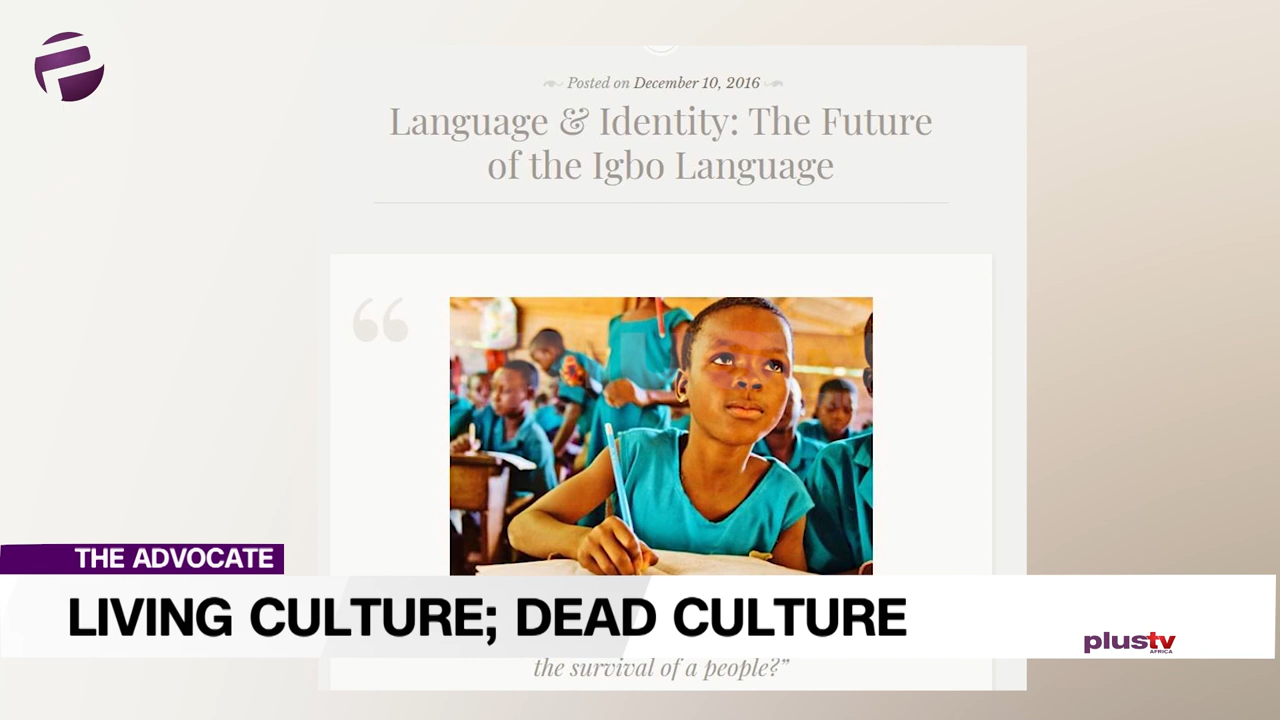 Posted on December 10, 2016
Language & Identity: The Future
of the Igbo Language
“
THE ADVOCATE
LIVING CULTURE; DEAD CULTURE
plustv
AFRICA
the survival of a people?”